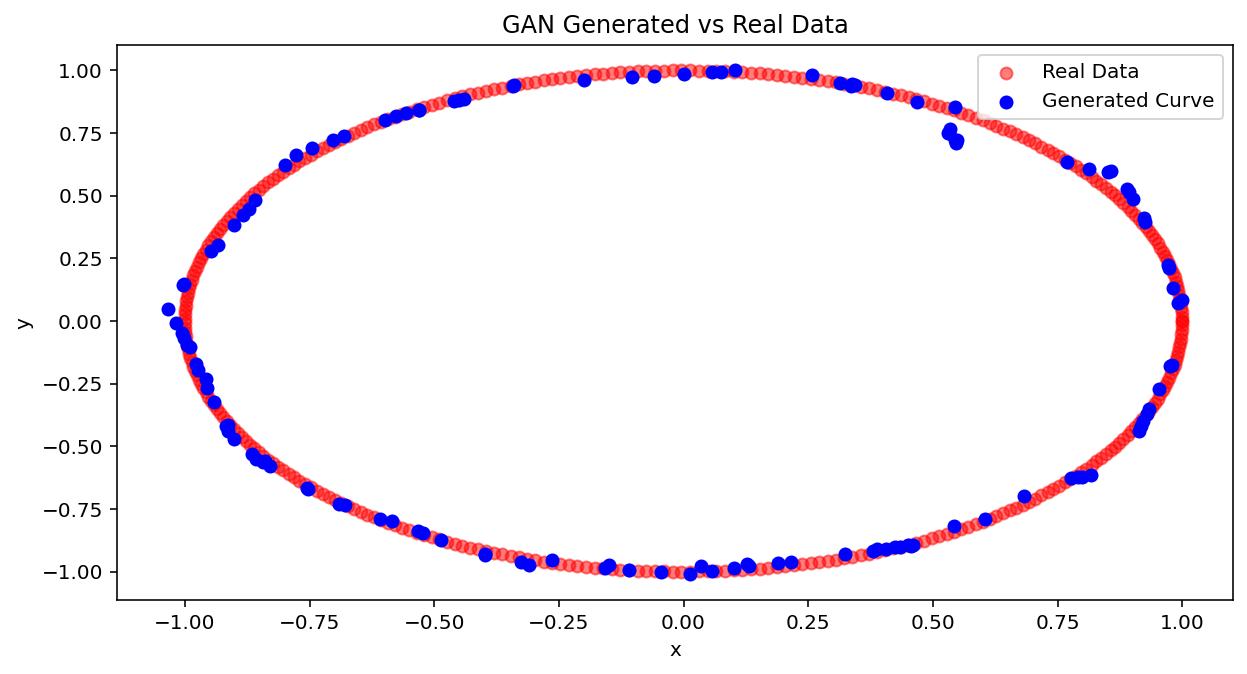 GAN Generated vs Real Data
Real Data
Generated Curve
1.00
0.75
0.50
0.25
0.00
−0.25
−0.50
−0.75
−1.00
y
−1.00 −0.75 −0.50 −0.25 0.00 0.25 0.50 0.75 1.00
x